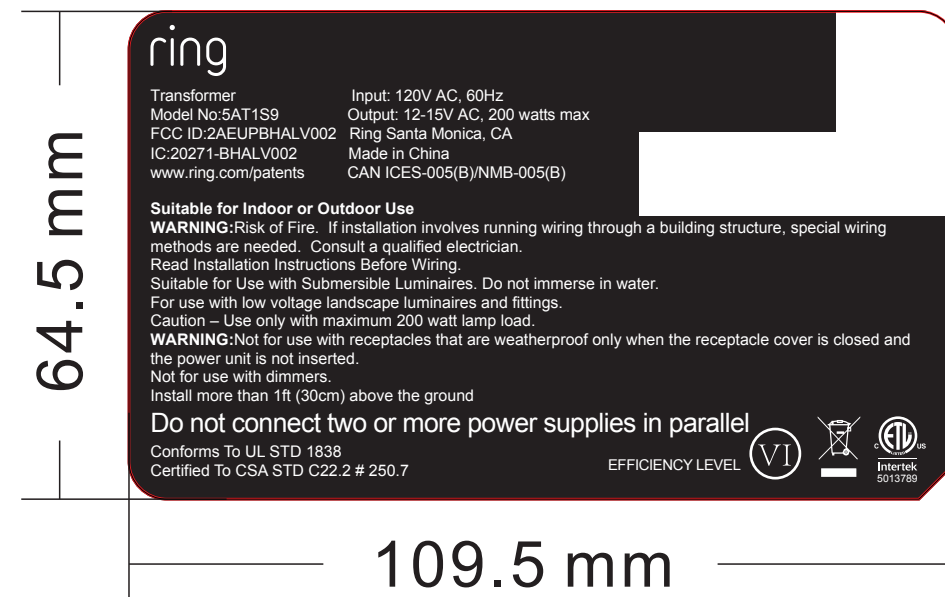 ring
Transformer Input: 120V AC, 60Hz
Model No:5AT1S9 Output: 12-15V AC, 200 watts max
FCC ID:2AEUPBHALV002 Ring Santa Monica, CA
IC:20271-BHALV002 Made in China
www.ring.com/patents CAN ICES-005(B)/NMB-005(B)
Suitable for Indoor or Outdoor Use
WARNING:Risk of Fire. If installation involves running wiring through a building structure, special wiring
methods are needed. Consult a qualified electrician.
Read Installation Instructions Before Wiring.
Suitable for Use with Submersible Luminaires. Do not immerse in water.
For use with low voltage landscape luminaires and fittings.
Caution – Use only with maximum 200 watt lamp load.
WARNING:Not for use with receptacles that are weatherproof only when the receptacle cover is closed and
the power unit is not inserted.
Not for use with dimmers.
Install more than 1ft (30cm) above the ground
Do not connect two or more power supplies in parallel
Conforms To UL STD 1838
Certified To CSA STD C22.2 # 250.7
EFFICIENCY LEVEL VI
C ETL US
LISTED
Intertek
5013789
64.5 mm
109.5 mm